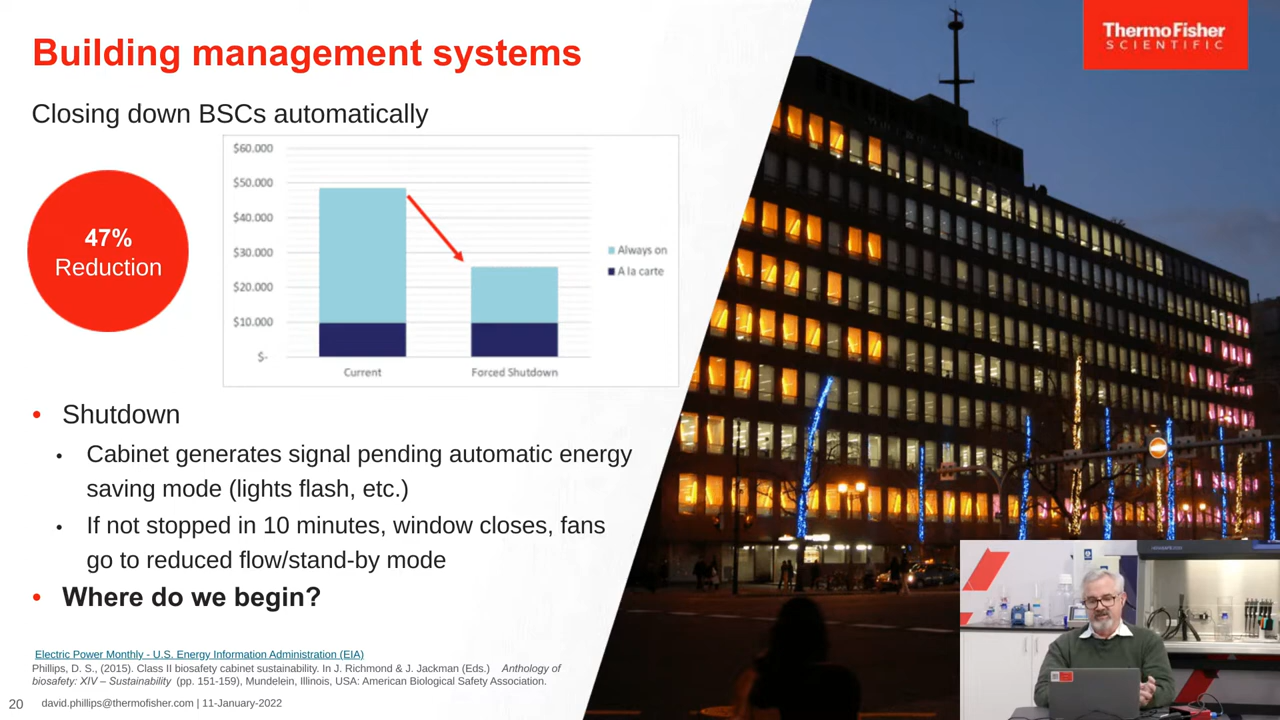 Building management systems
ThermoFisher
SCIENTIFIC
Closing down BSCs automatically
47%
Reduction
$60.000
$50.000
$40.000
$30.000
$20.000
$10.000
$-
Current
Forced Shutdown
Always on
A la carte
• Shutdown
• Cabinet generates signal pending automatic energy
saving mode (lights flash, etc.)
• If not stopped in 10 minutes, window closes, fans
go to reduced flow/stand-by mode
• Where do we begin?
Electric Power Monthly - U.S. Energy Information Administration (EIA)
Phillips, D. S., (2015). Class II biosafety cabinet sustainability. In J. Richmond & J. Jackman (Eds.) Anthology of
biosafety: XIV – Sustainability (pp. 151-159), Mundelein, Illinois, USA: American Biological Safety Association.
20 david.phillips@thermofisher.com | 11-January-2022